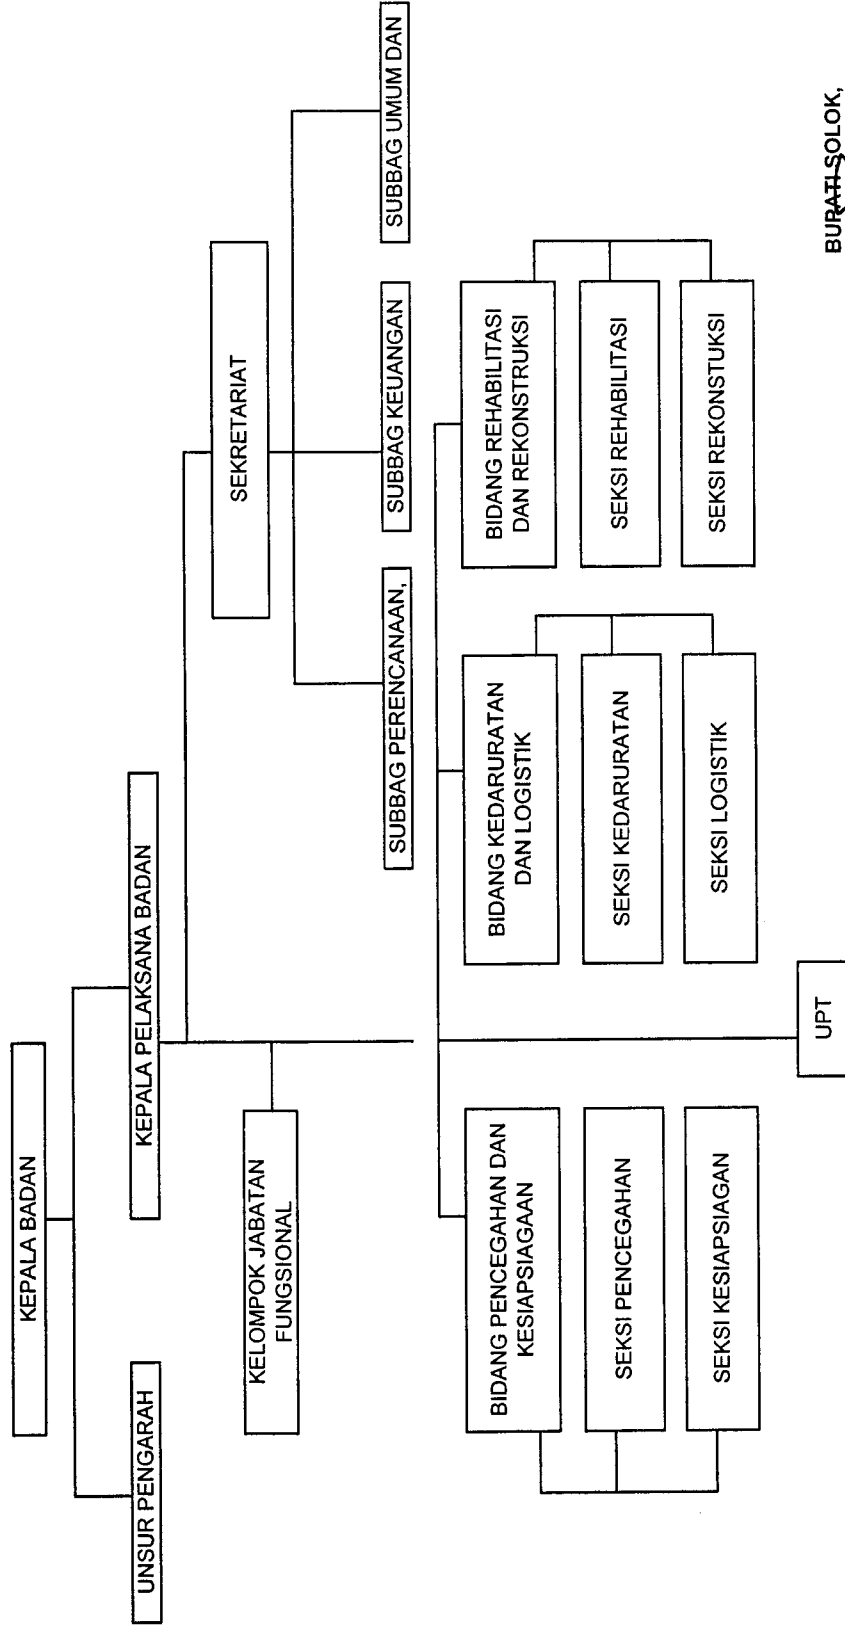 KEPALA BADAN
UNSUR PENGARAH
KEPALA PELAKSANA BADAN
KELOMPOK JABATAN
FUNGSIONAL
SEKRETARIAT
SUBBAG PERENCANAAN,
SUBBAG KEUANGAN
SUBBAG UMUM DAN
BIDANG PENCEGAHAN DAN
KESIAPSIAGAAN
SEKSI PENCEGAHAN
SEKSI KESIAPSIAGAN
BIDANG KEDARURATAN
DAN LOGISTIK
SEKSI KEDARURATAN
SEKSI LOGISTIK
BIDANG REHABILITASI
DAN REKONSTRUKSI
SEKSI REHABILITASI
SEKSI REKONSTUKSI
UPT
BUPATI SOLOK,